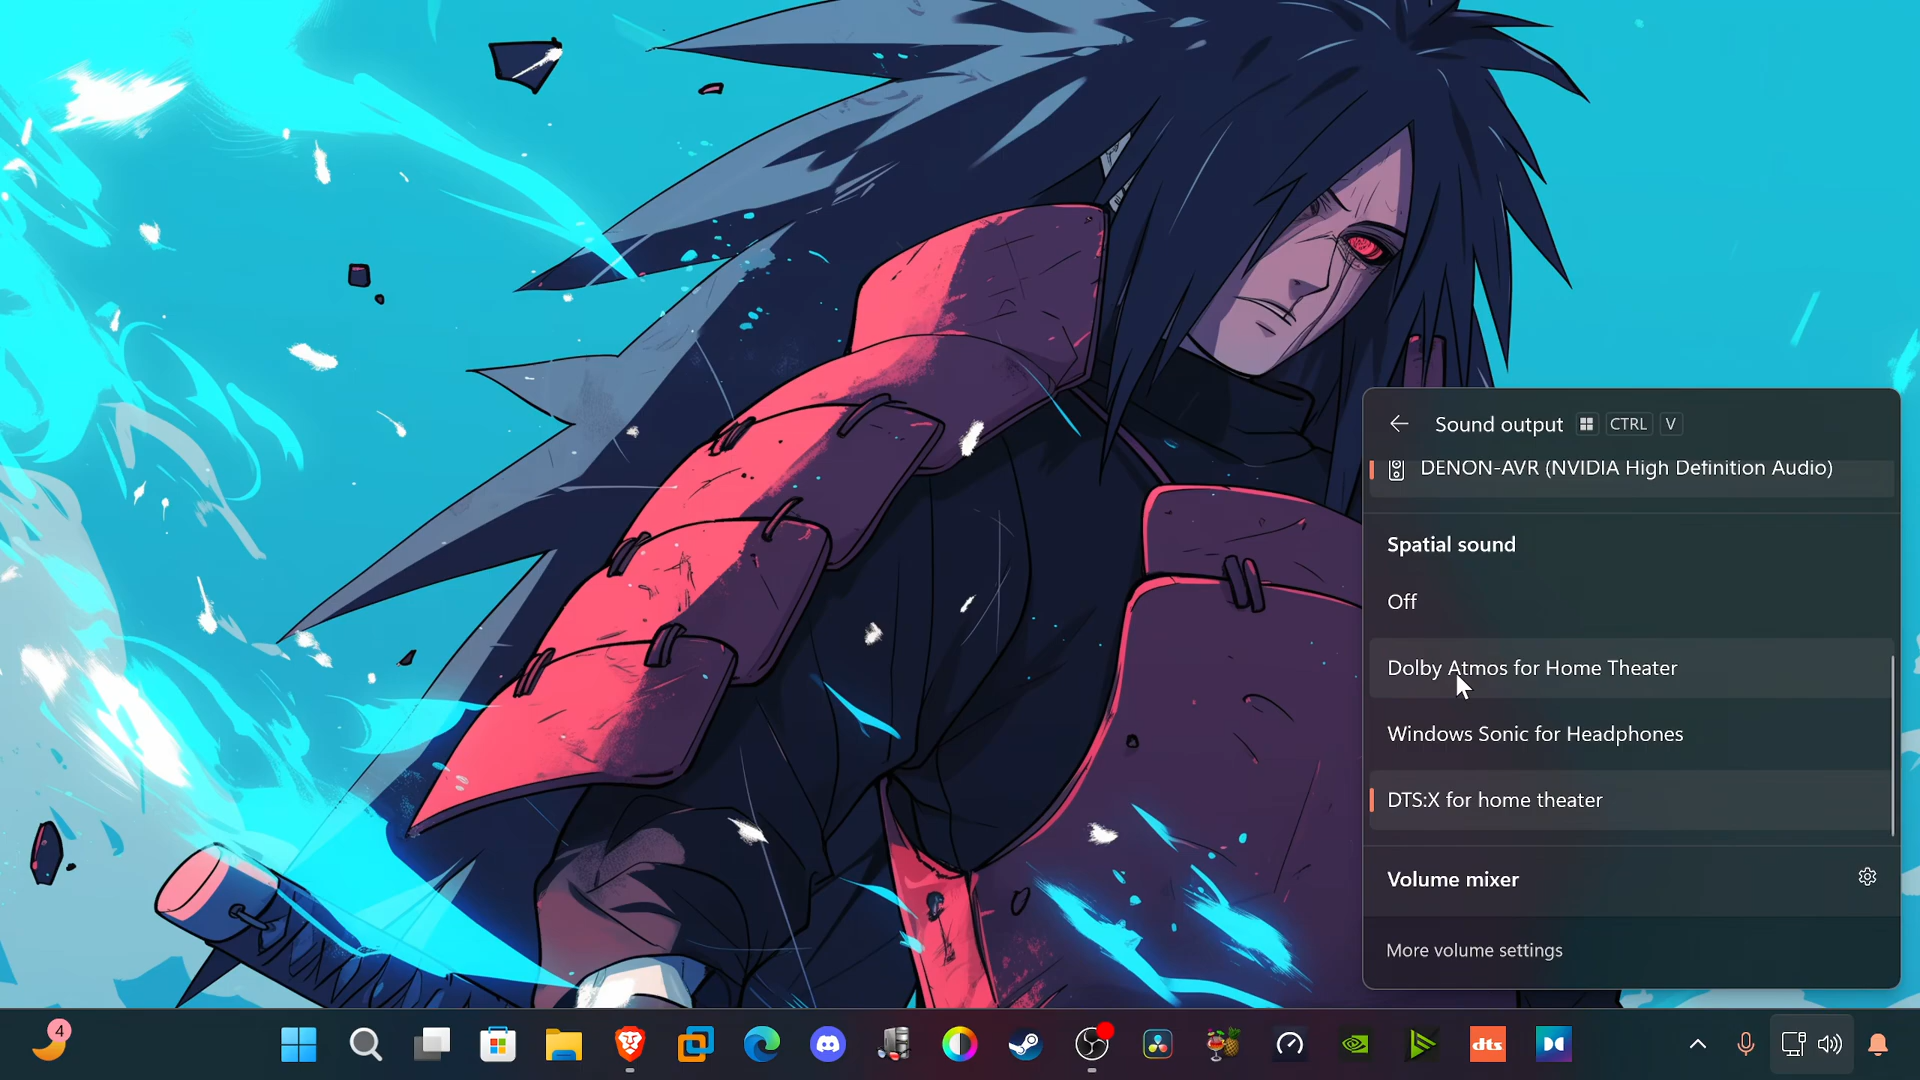 Sound output CTRL V
DENON-AVR (NVIDIA High Definition Audio)
Spatial sound
Off
Dolby Atmos for Home Theater
Windows Sonic for Headphones
DTS:X for home theater
Volume mixer
More volume settings
4
dts